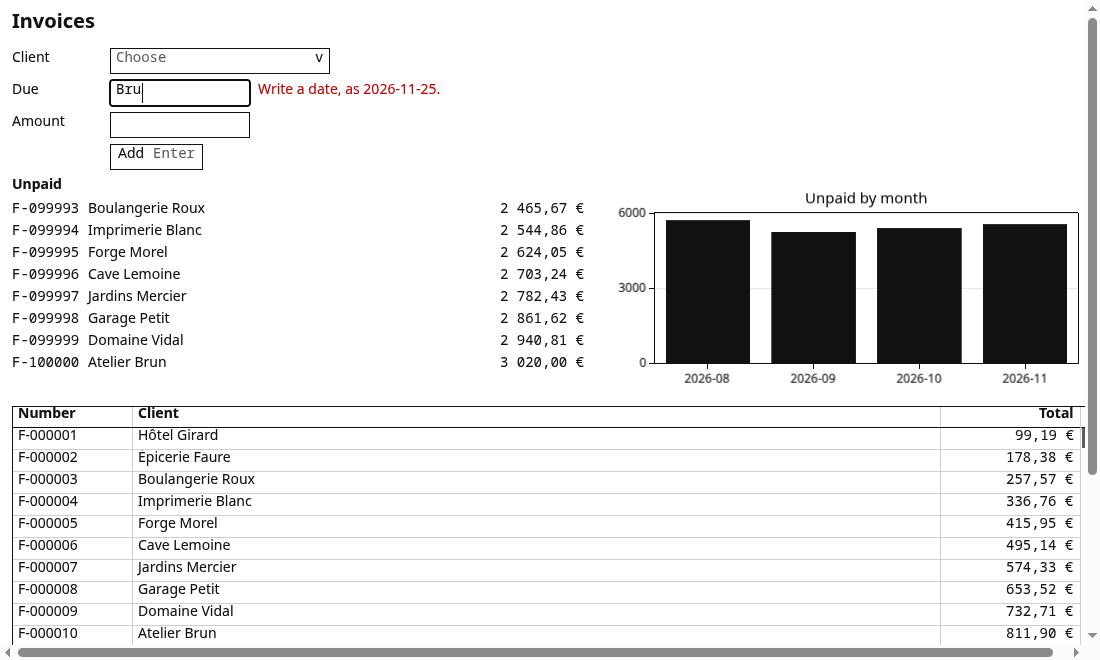 Invoices
Client Choose v
Due Bru Write a date, as 2026-11-25.
Amount
Add Enter
Unpaid
F-099993 Boulangerie Roux 2 465,67 €
F-099994 Imprimerie Blanc 2 544,86 €
F-099995 Forge Morel 2 624,05 €
F-099996 Cave Lemoine 2 703,24 €
F-099997 Jardins Mercier 2 782,43 €
F-099998 Garage Petit 2 861,62 €
F-099999 Domaine Vidal 2 940,81 €
F-100000 Atelier Brun 3 020,00 €
Unpaid by month
6000
3000
0
2026-08 2026-09 2026-10 2026-11
Number Client Total
F-000001 Hôtel Girard 99,19 €
F-000002 Epicerie Faure 178,38 €
F-000003 Boulangerie Roux 257,57 €
F-000004 Imprimerie Blanc 336,76 €
F-000005 Forge Morel 415,95 €
F-000006 Cave Lemoine 495,14 €
F-000007 Jardins Mercier 574,33 €
F-000008 Garage Petit 653,52 €
F-000009 Domaine Vidal 732,71 €
F-000010 Atelier Brun 811,90 €